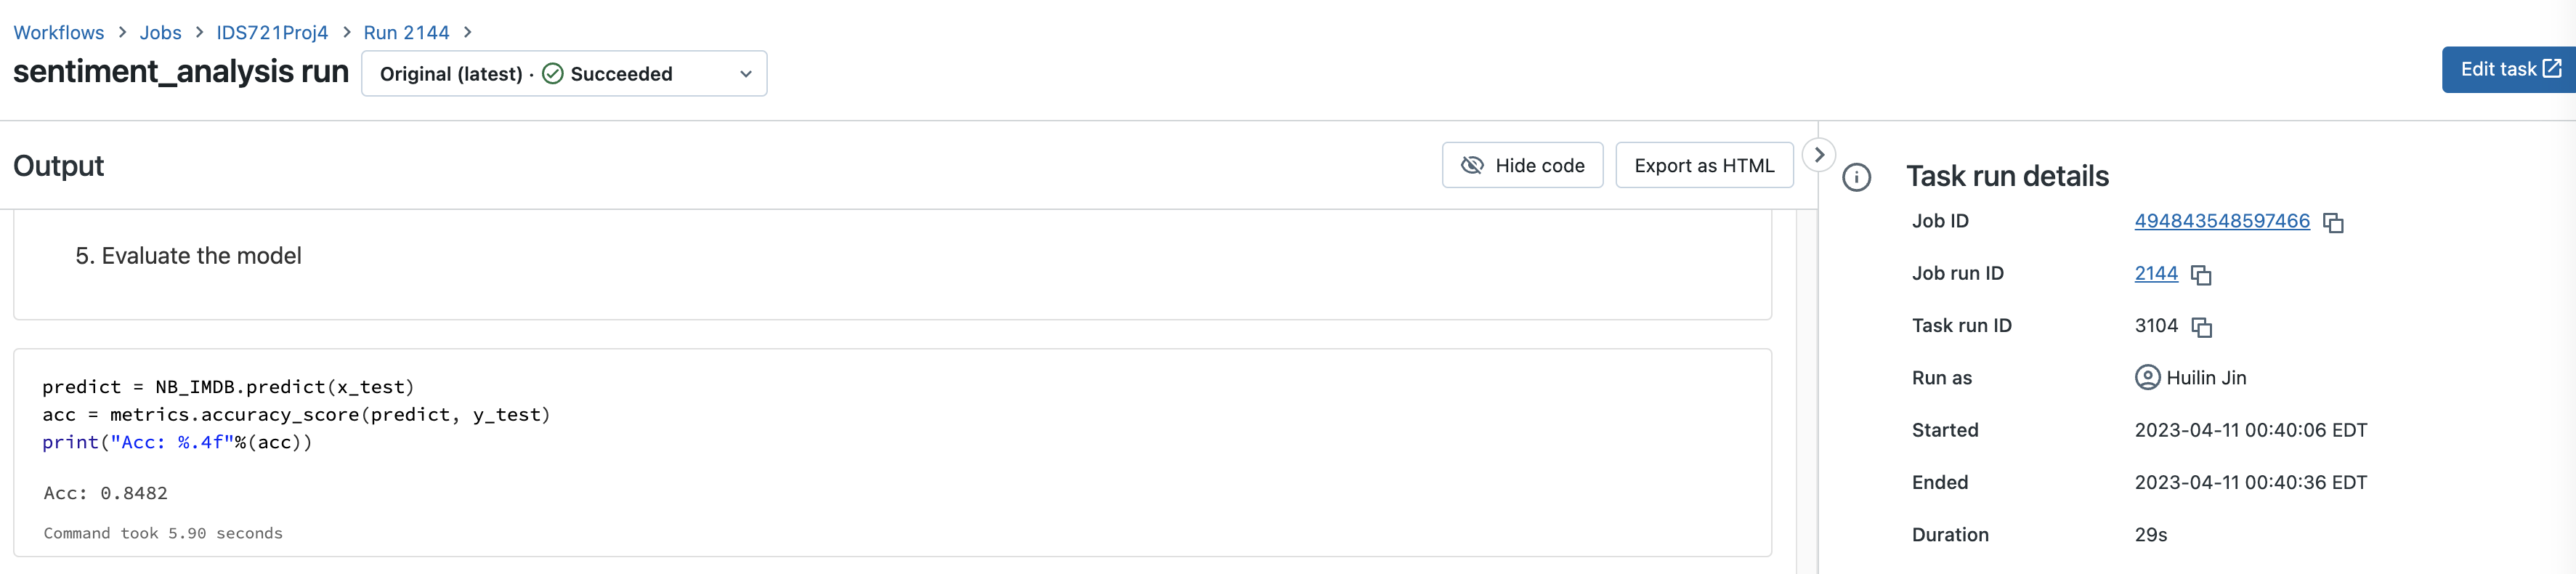 Workflows > Jobs > IDS721Proj4 > Run 2144 >
sentiment_analysis run
Original (latest) · Succeeded
Edit task
Output
Hide code
Export as HTML
5. Evaluate the model
predict = NB_IMDB.predict(x_test)
acc = metrics.accuracy_score(predict, y_test)
print("Acc: %.4f"%(acc))
Acc: 0.8482
Command took 5.90 seconds
Task run details
Job ID 494843548597466
Job run ID 2144
Task run ID 3104
Run as Huilin Jin
Started 2023-04-11 00:40:06 EDT
Ended 2023-04-11 00:40:36 EDT
Duration 29s